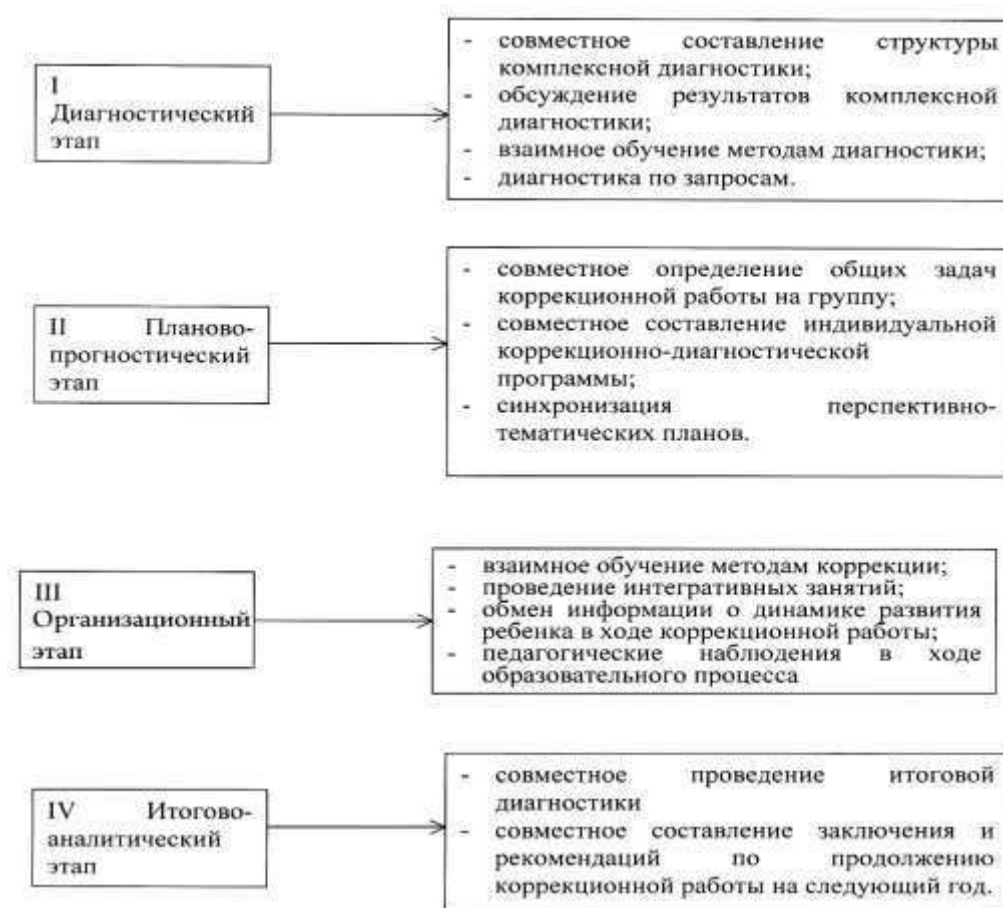 I
Диагностический
этап
- совместное составление структуры
комплексной диагностики;
- обсуждение результатов комплексной
диагностики;
- взаимное обучение методам диагностики;
- диагностика по запросам.
II Планово-
прогностический
этап
- совместное определение общих задач
коррекционной работы на группу;
- совместное составление индивидуальной
коррекционно-диагностической
программы;
- синхронизация перспективно-
тематических планов.
III
Организационный
этап
- взаимное обучение методам коррекции;
- проведение интегративных занятий;
- обмен информации о динамике развития
ребенка в ходе коррекционной работы;
- педагогические наблюдения в ходе
образовательного процесса
IV Итогово-
аналитический
этап
- совместное проведение итоговой
диагностики
- совместное составление заключения и
рекомендаций по продолжению
коррекционной работы на следующий год.